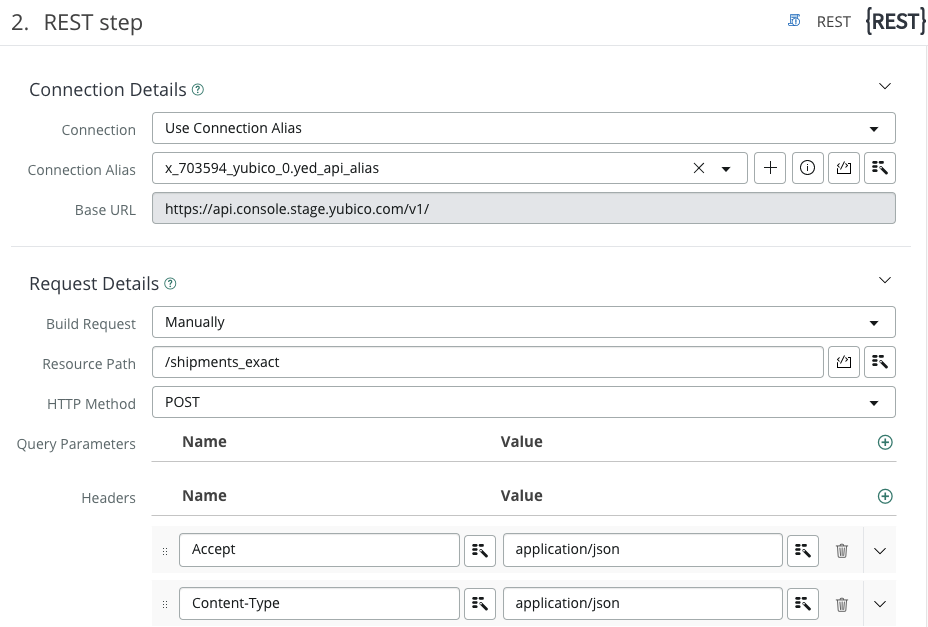 2. REST step
REST {REST}
Connection Details
Connection Use Connection Alias
Connection Alias x_703594_yubico_0.yed_api_alias
Base URL https://api.console.stage.yubico.com/v1/
Request Details
Build Request Manually
Resource Path /shipments_exact
HTTP Method POST
Query Parameters Name Value
Headers Name Value
Accept application/json
Content-Type application/json